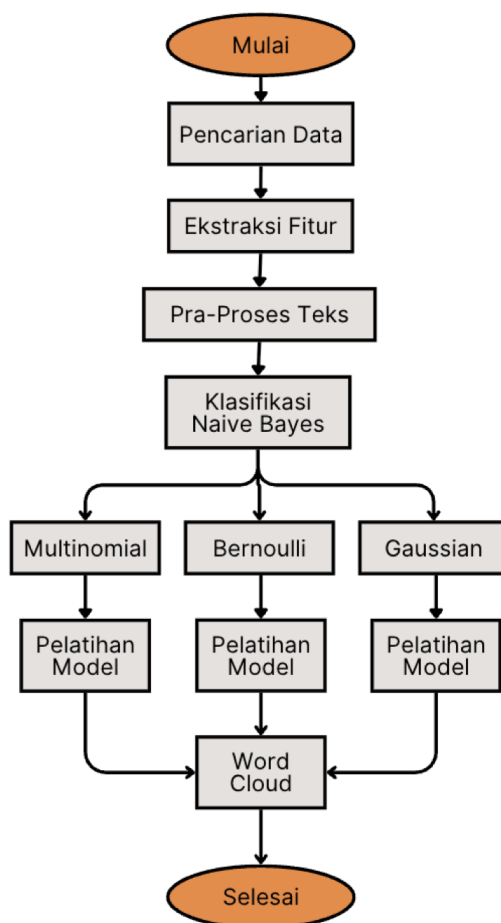 Mulai
Pencarian Data
Ekstraksi Fitur
Pra-Proses Teks
Klasifikasi
Naive Bayes
Multinomial
Bernoulli
Gaussian
Pelatihan
Model
Pelatihan
Model
Pelatihan
Model
Word
Cloud
Selesai